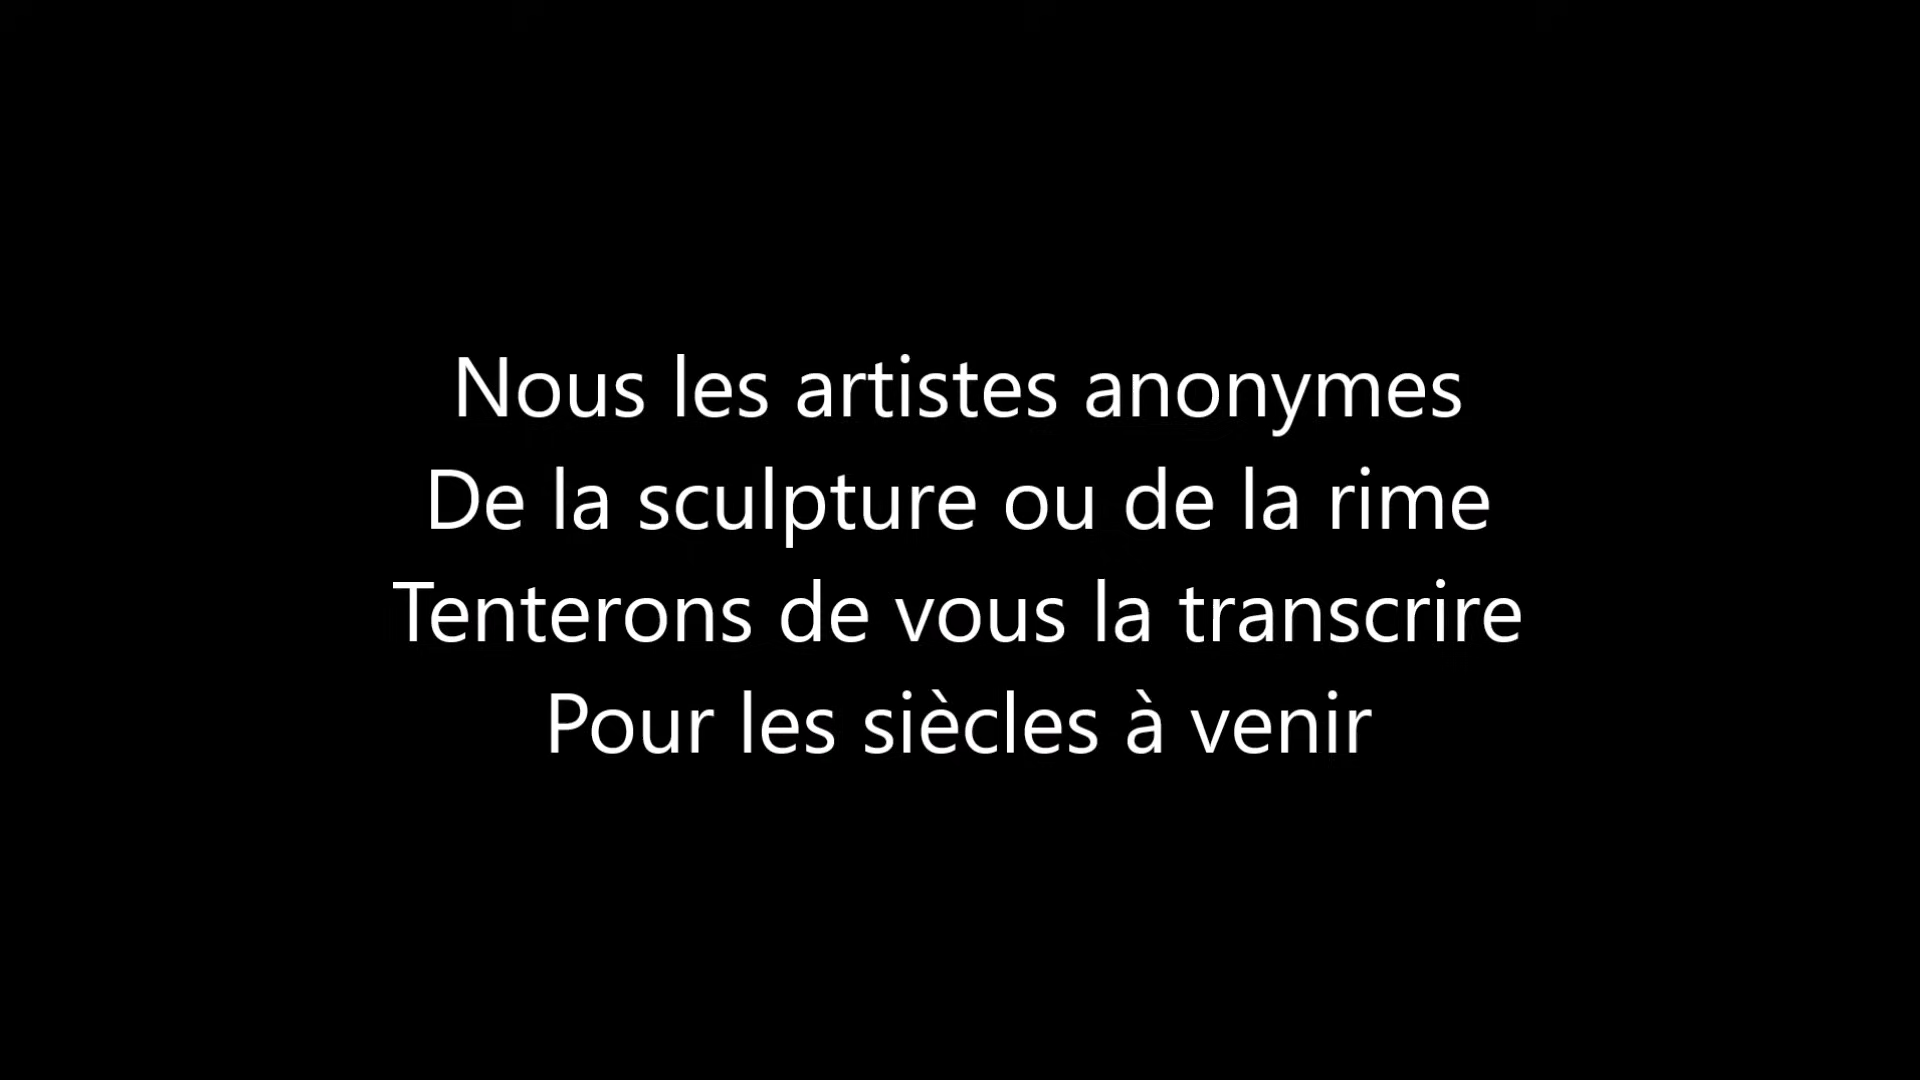 Nous les artistes anonymes
De la sculpture ou de la rime
Tenterons de vous la transcrire
Pour les siècles à venir